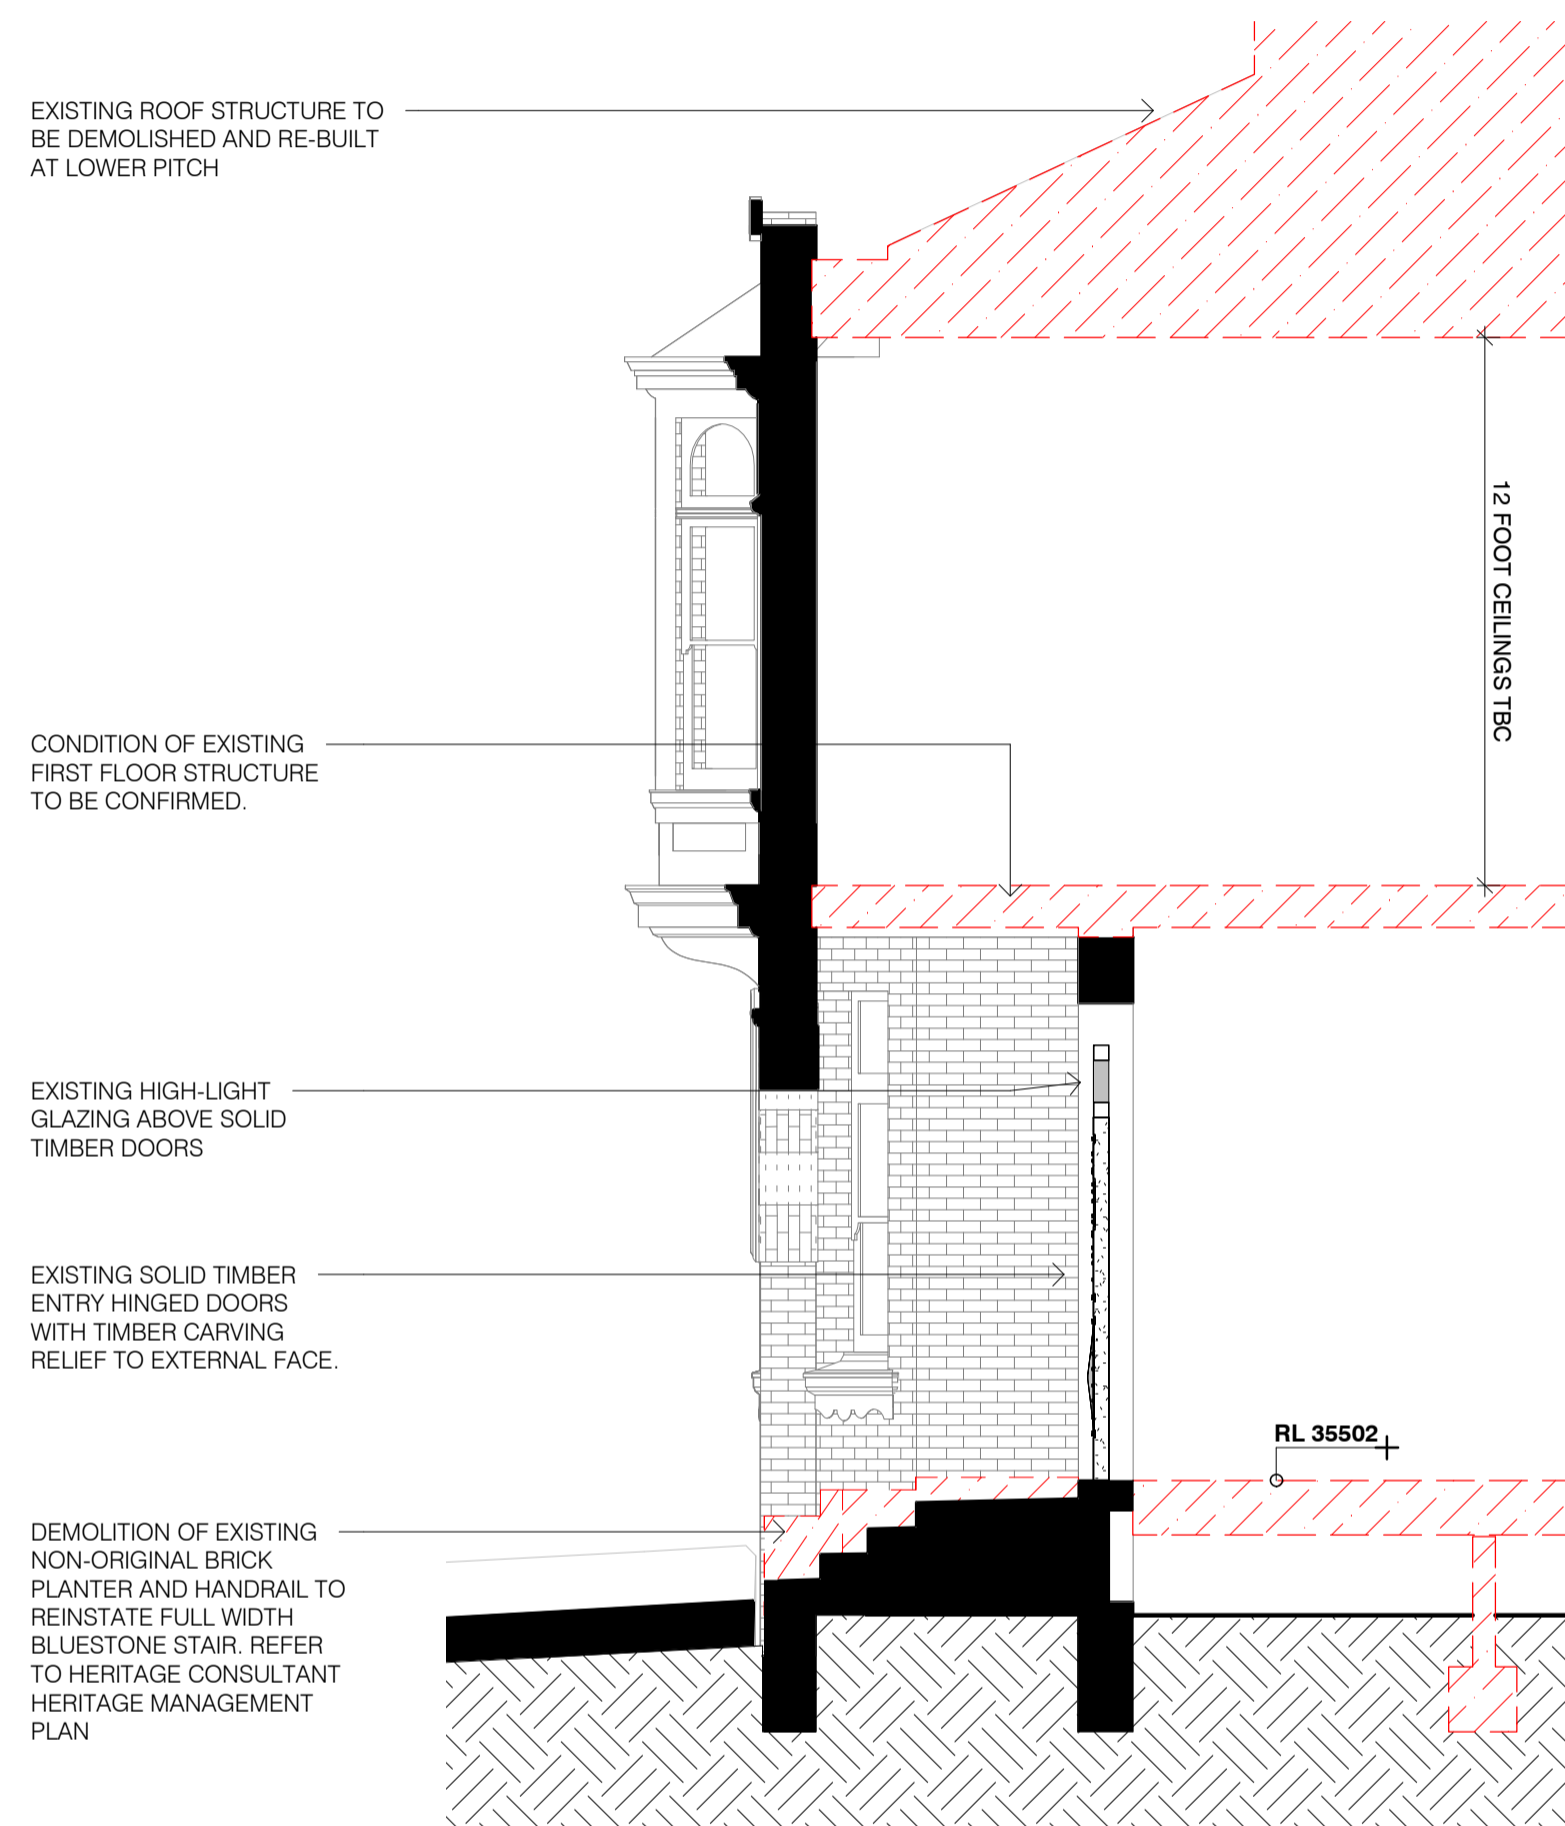 EXISTING ROOF STRUCTURE TO
BE DEMOLISHED AND RE-BUILT
AT LOWER PITCH
12 FOOT CEILINGS TBC
CONDITION OF EXISTING
FIRST FLOOR STRUCTURE
TO BE CONFIRMED.
EXISTING HIGH-LIGHT
GLAZING ABOVE SOLID
TIMBER DOORS
EXISTING SOLID TIMBER
ENTRY HINGED DOORS
WITH TIMBER CARVING
RELIEF TO EXTERNAL FACE.
RL 35502
DEMOLITION OF EXISTING
NON-ORIGINAL BRICK
PLANTER AND HANDRAIL TO
REINSTATE FULL WIDTH
BLUESTONE STAIR. REFER
TO HERITAGE CONSULTANT
HERITAGE MANAGEMENT
PLAN